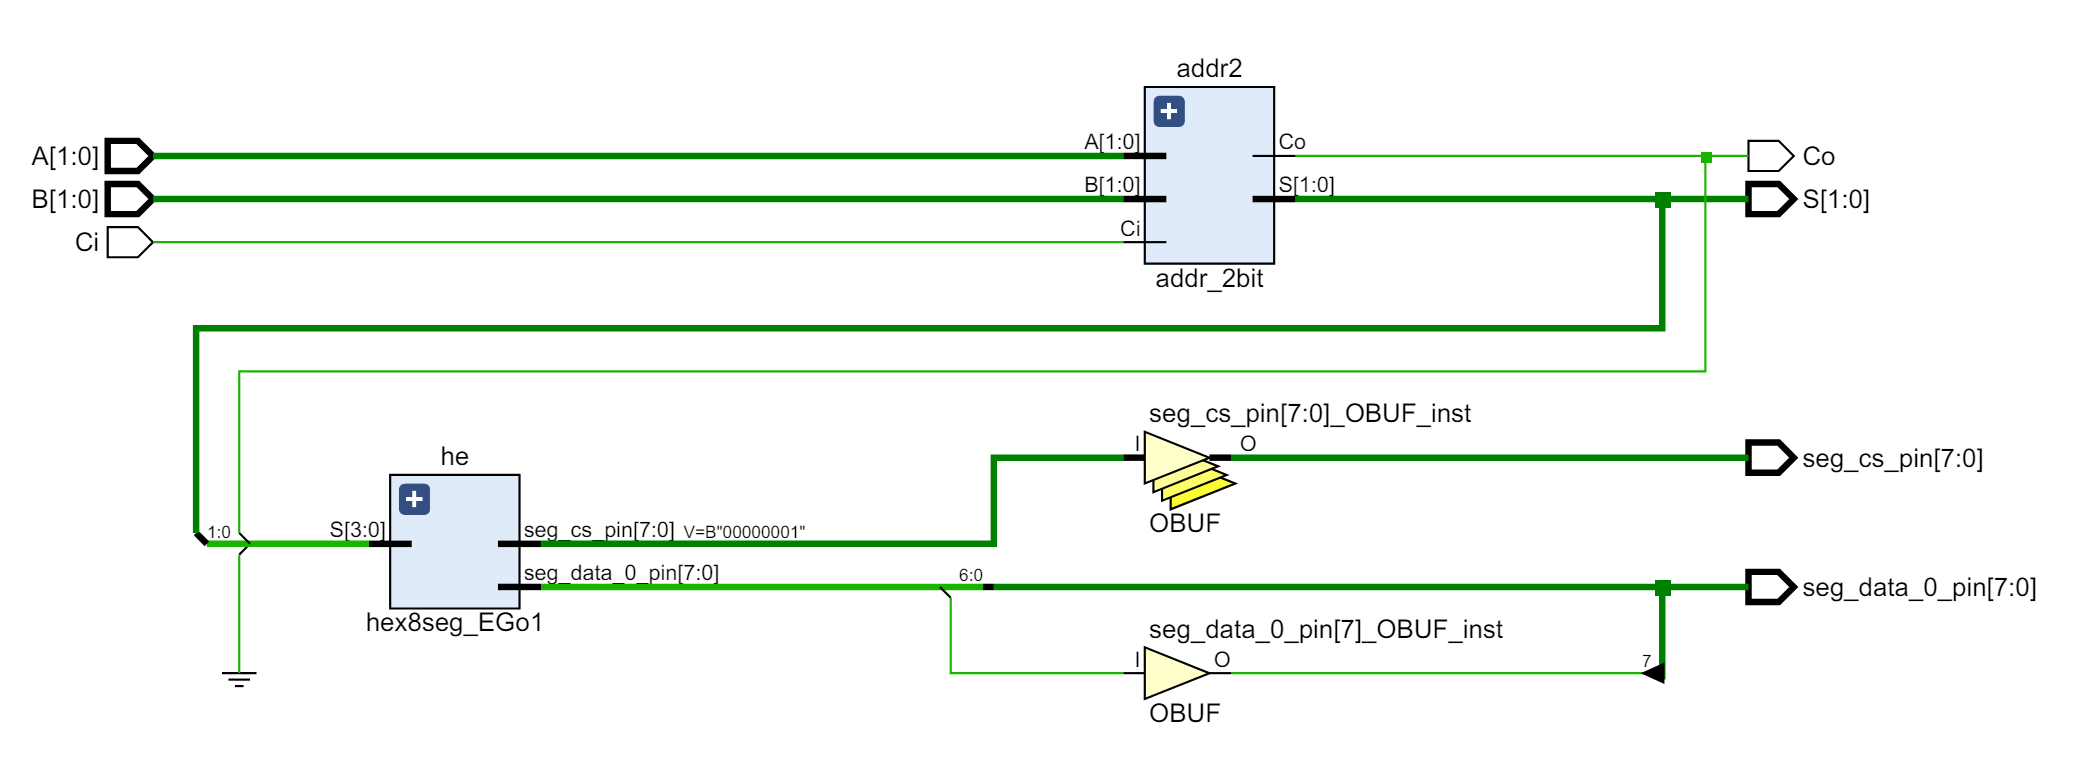 addr2
A[1:0]
A[1:0]
Co
Co
B[1:0]
B[1:0]
S[1:0]
S[1:0]
Ci
Ci
addr_2bit
seg_cs_pin[7:0]_OBUF_inst
he
I
O
seg_cs_pin[7:0]
OBUF
1:0
S[3:0]
seg_cs_pin[7:0]
V=B"00000001"
seg_data_0_pin[7:0]
6:0
seg_data_0_pin[7:0]
hex8seg_EGo1
seg_data_0_pin[7]_OBUF_inst
I
O
7
OBUF